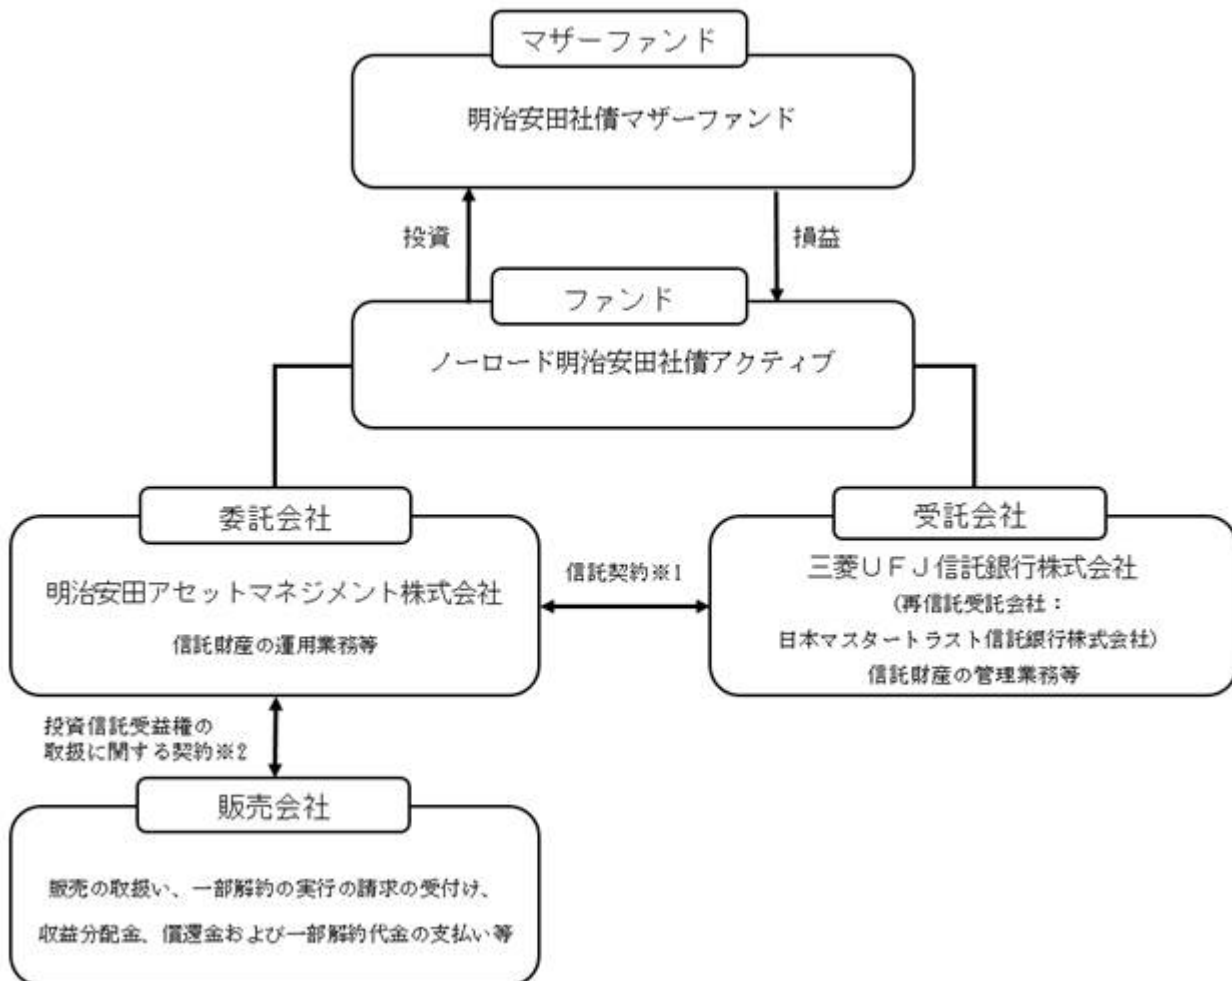 マザーファンド
明治安田社債マザーファンド
投資
損益
ファンド
ノーロード明治安田社債アクティブ
委託会社
明治安田アセットマネジメント株式会社
信託財産の運用業務等
信託契約※1
受託会社
三菱ＵＦＪ信託銀行株式会社
(再信託受託会社：
日本マスタートラスト信託銀行株式会社)
信託財産の管理業務等
投資信託受益権の
取扱に関する契約※2
販売会社
販売の取扱い、一部解約の実行の請求の受付け、
収益分配金、償還金および一部解約代金の支払い等